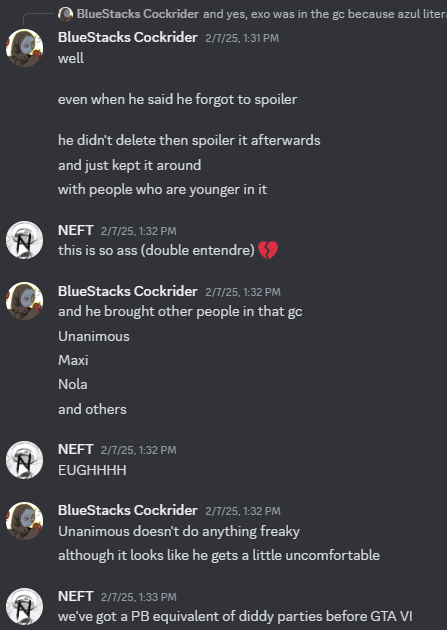 BlueStacks Cockrider and yes, exo was in the gc because azul litera
BlueStacks Cockrider 2/7/25, 1:31 PM
well
even when he said he forgot to spoiler
he didn't delete then spoiler it afterwards
and just kept it around
with people who are younger in it
NEFT 2/7/25, 1:32 PM
this is so ass (double entendre) 💔
BlueStacks Cockrider 2/7/25, 1:32 PM
and he brought other people in that gc
Unanimous
Maxi
Nola
and others
NEFT 2/7/25, 1:32 PM
EUGHHHH
BlueStacks Cockrider 2/7/25, 1:32 PM
Unanimous doesn't do anything freaky
although it looks like he gets a little uncomfortable
NEFT 2/7/25, 1:33 PM
we've got a PB equivalent of diddy parties before GTA VI